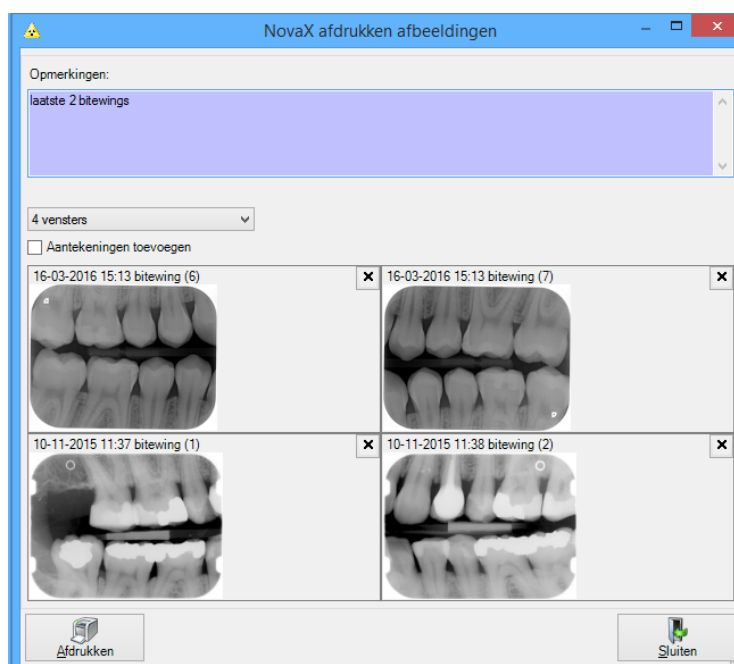 NovaX afdrukken afbeeldingen
Opmerkingen:
laatste 2 bitewings
4 vensters
Aantekeningen toevoegen
16-03-2016 15:13 bitewing (6)
16-03-2016 15:13 bitewing (7)
10-11-2015 11:37 bitewing (1)
10-11-2015 11:38 bitewing (2)
Afdrukken
Sluiten